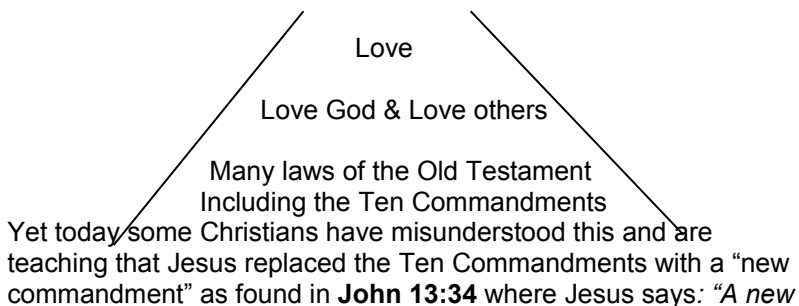 Love
Love God & Love others
Many laws of the Old Testament
Including the Ten Commandments
Yet today some Christians have misunderstood this and are
teaching that Jesus replaced the Ten Commandments with a “new
commandment” as found in John 13:34 where Jesus says: “A new